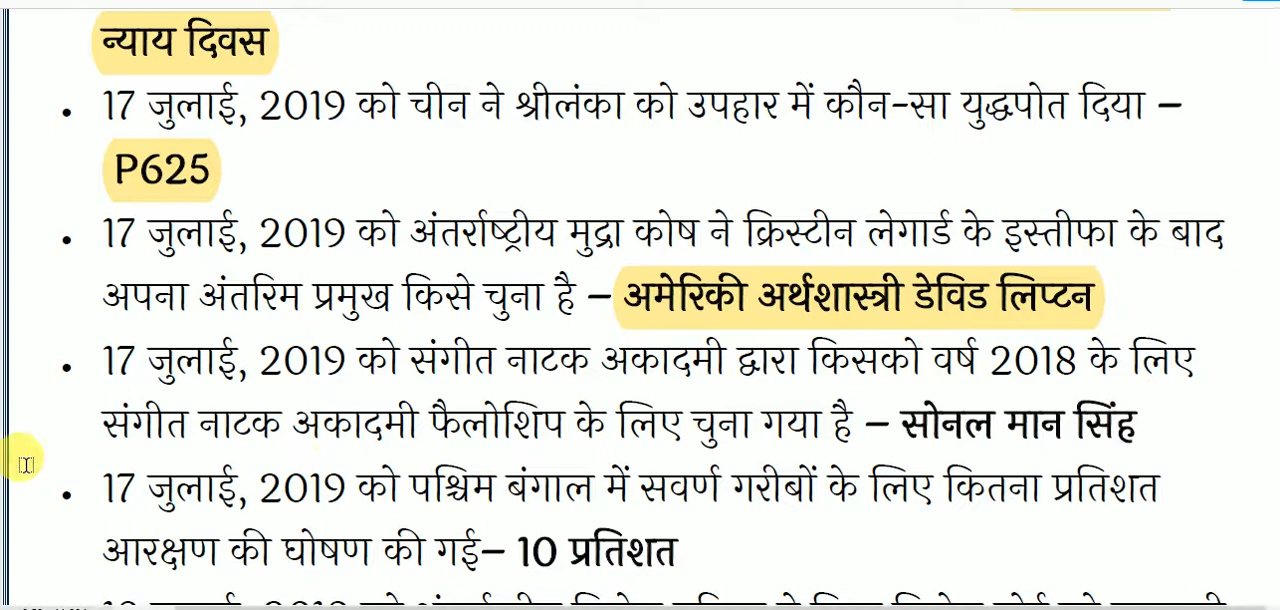 न्याय दिवस
• 17 जुलाई, 2019 को चीन ने श्रीलंका को उपहार में कौन-सा युद्धपोत दिया –
P625
• 17 जुलाई, 2019 को अंतर्राष्ट्रीय मुद्रा कोष ने क्रिस्टीन लेगार्ड के इस्तीफा के बाद
अपना अंतरिम प्रमुख किसे चुना है – अमेरिकी अर्थशास्त्री डेविड लिप्टन
• 17 जुलाई, 2019 को संगीत नाटक अकादमी द्वारा किसको वर्ष 2018 के लिए
संगीत नाटक अकादमी फैलोशिप के लिए चुना गया है – सोनल मान सिंह
• 17 जुलाई, 2019 को पश्चिम बंगाल में सवर्ण गरीबों के लिए कितना प्रतिशत
आरक्षण की घोषण की गई– 10 प्रतिशत